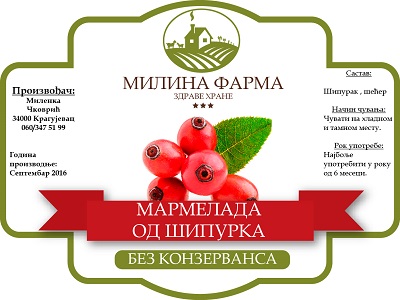 МИЛИНА ФАРМА
ЗДРАВЕ ХРАНЕ
Произвођач:
Миленка
Чковрић
34000 Крагујевац
060/347 51 99
Година
производње:
Септембар 2016
Састав:
Шипурак , шећер
Начин чувања:
Чувати на хладном
и тамном месту.
Рок употребе:
Најбоље
употребити у року
од 6 месеци.
МАРМЕЛАДА
ОД ШИПУРКА
БЕЗ КОНЗЕРВАНСА